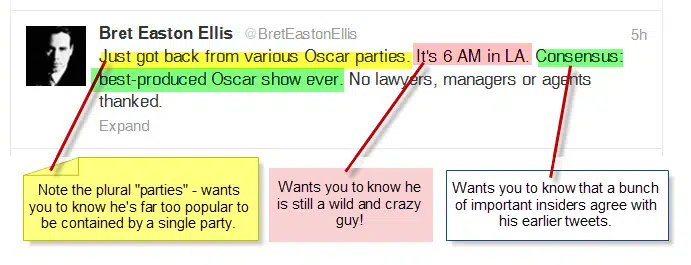 Bret Easton Ellis @BretEastonEllis 5h
Just got back from various Oscar parties. It's 6 AM in LA. Consensus:
best-produced Oscar show ever. No lawyers, managers or agents
thanked.
Expand
Note the plural "parties" - wants
you to know he's far too popular to
be contained by a single party.
Wants you to know he
is still a wild and crazy
guy!
Wants you to know that a bunch
of important insiders agree with
his earlier tweets.